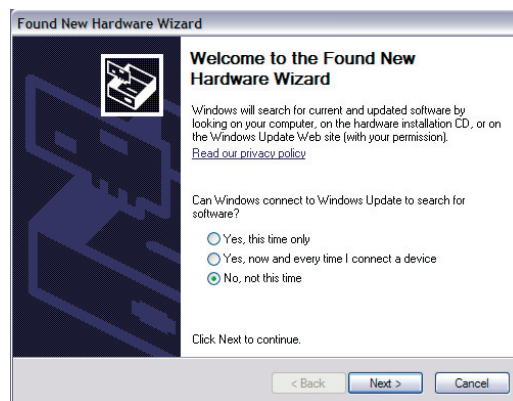 Found New Hardware Wizard
Welcome to the Found New
Hardware Wizard
Windows will search for current and updated software by
looking on your computer, on the hardware installation CD, or on
the Windows Update Web site (with your permission).
Read our privacy policy
Can Windows connect to Windows Update to search for
software?
Yes, this time only
Yes, now and every time I connect a device
No, not this time
Click Next to continue.
< Back
Next >
Cancel